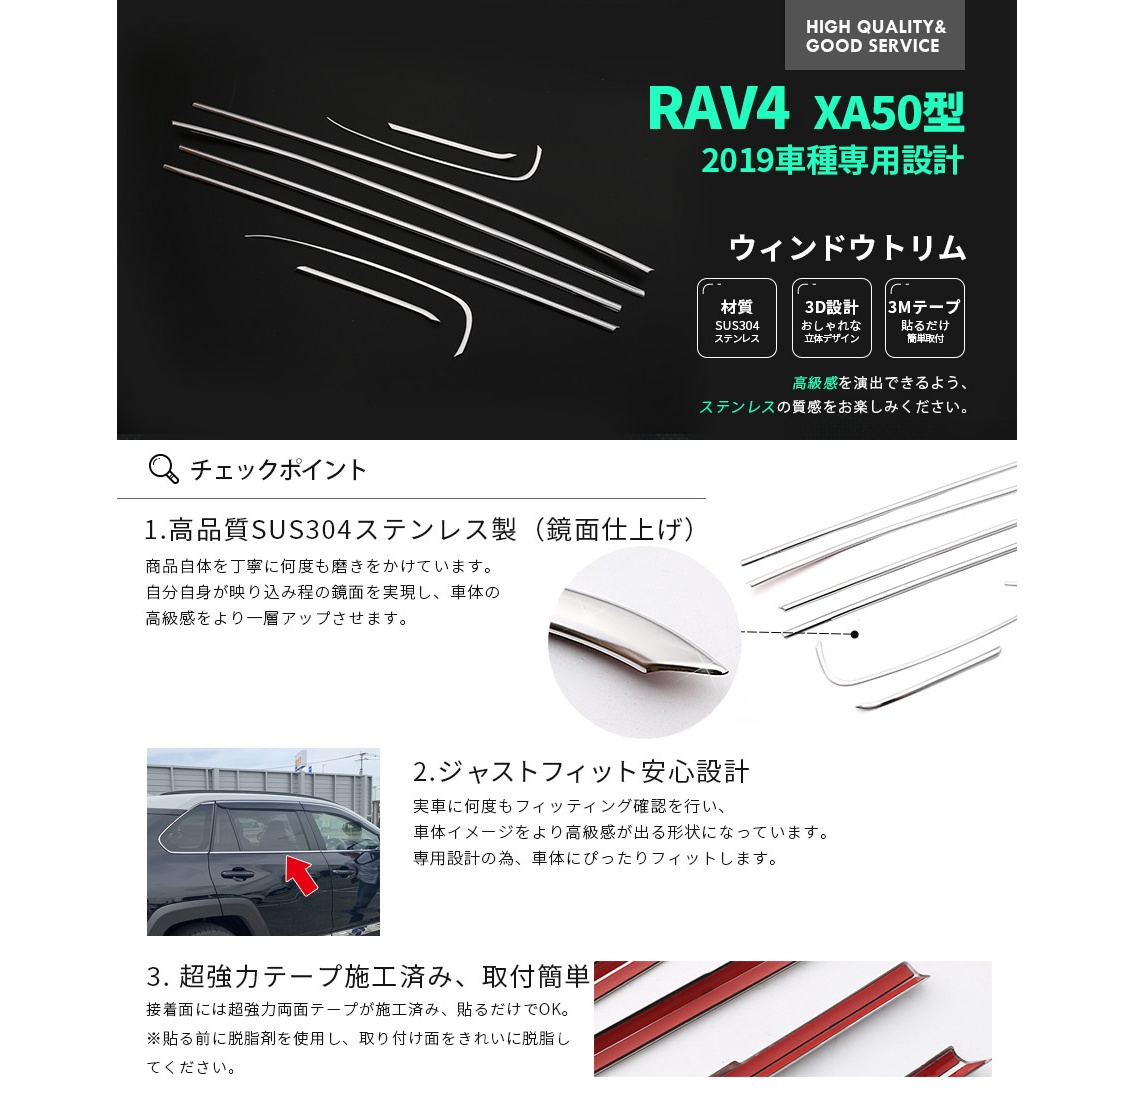 HIGH QUALITY&
GOOD SERVICE
RAV4 XA50型
2019車種専用設計
ウィンドウトリム
材質
SUS304
ステンレス
3D設計
おしゃれな
立体デザイン
3Mテープ
貼るだけ
簡単取付
高級感を演出できるよう、
ステンレスの質感をお楽しみください。
チェックポイント
1.高品質SUS304ステンレス製（鏡面仕上げ）
商品自体を丁寧に何度も磨きをかけています。
自分自身が映り込み程の鏡面を実現し、車体の
高級感をより一層アップさせます。
2.ジャストフィット安心設計
実車に何度もフィッティング確認を行い、
車体イメージをより高級感が出る形状になっています。
専用設計の為、車体にぴったりフィットします。
3. 超強力テープ施工済み、取付簡単
接着面には超強力両面テープが施工済み、貼るだけでOK。
※貼る前に脱脂剤を使用し、取り付け面をきれいに脱脂し
てください。